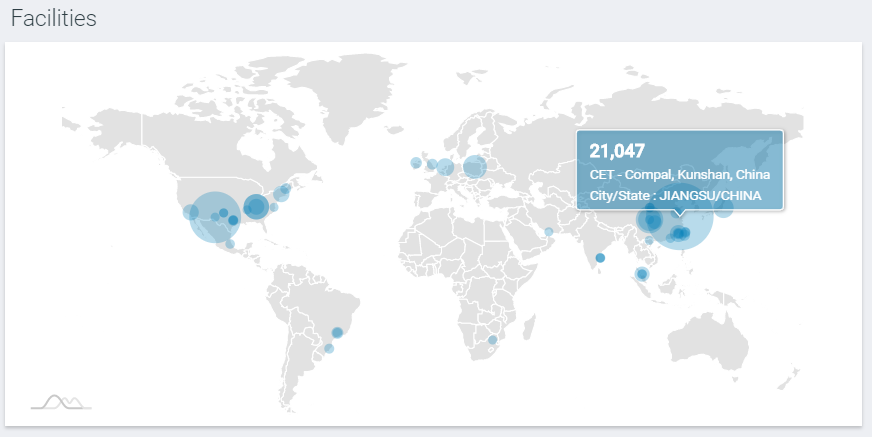 Facilities
21,047
CET - Compal, Kunshan, China
City/State : JIANGSU/CHINA